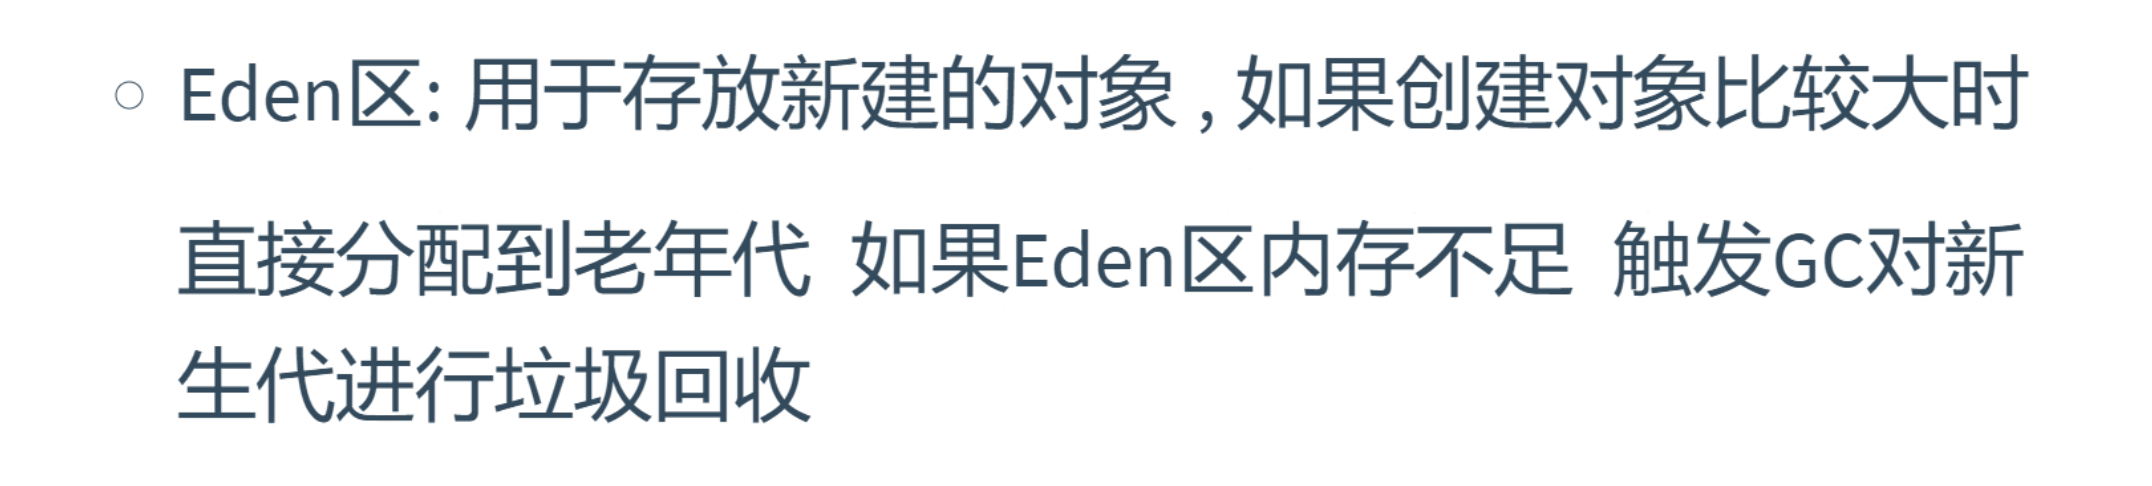 Eden区: 用于存放新建的对象 , 如果创建对象比较大时
直接分配到老年代 如果Eden区内存不足 触发GC对新
生代进行垃圾回收